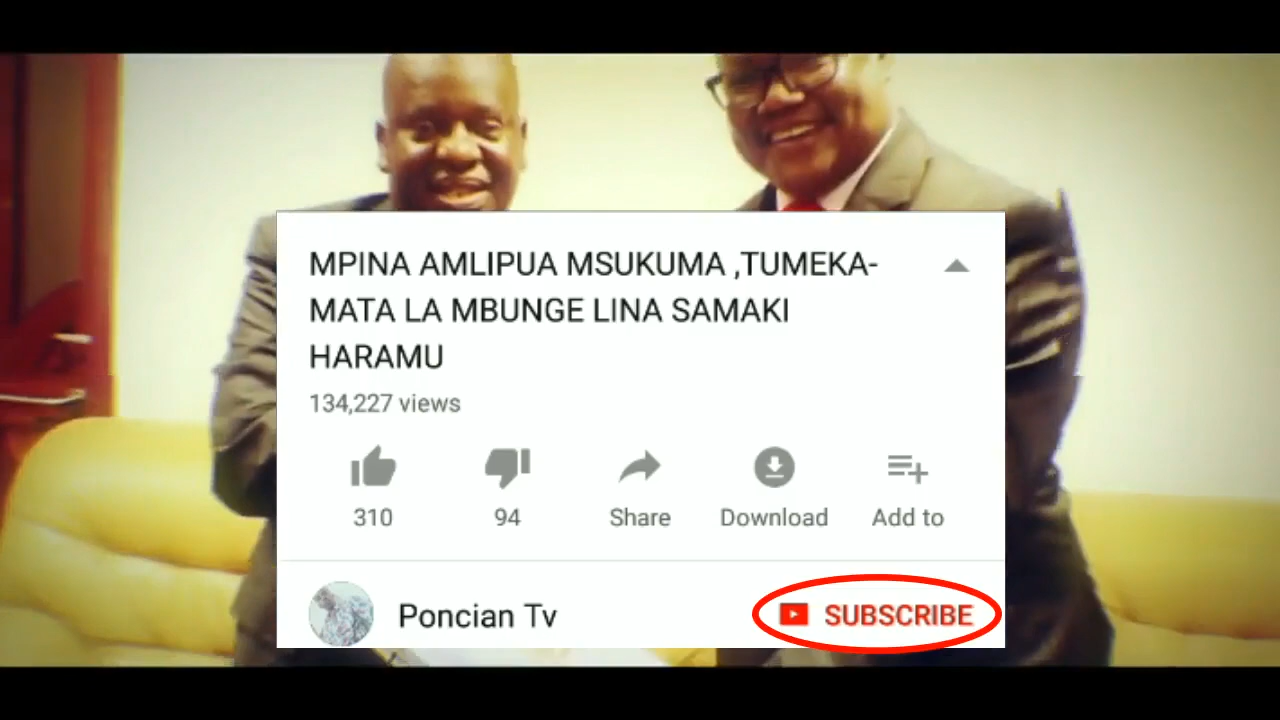 MPINA AMLIPUA MSUKUMA ,TUMEKA-
MATA LA MBUNGE LINA SAMAKI
HARAMU
134,227 views
310
94
Share
Download
Add to
Poncian Tv
SUBSCRIBE